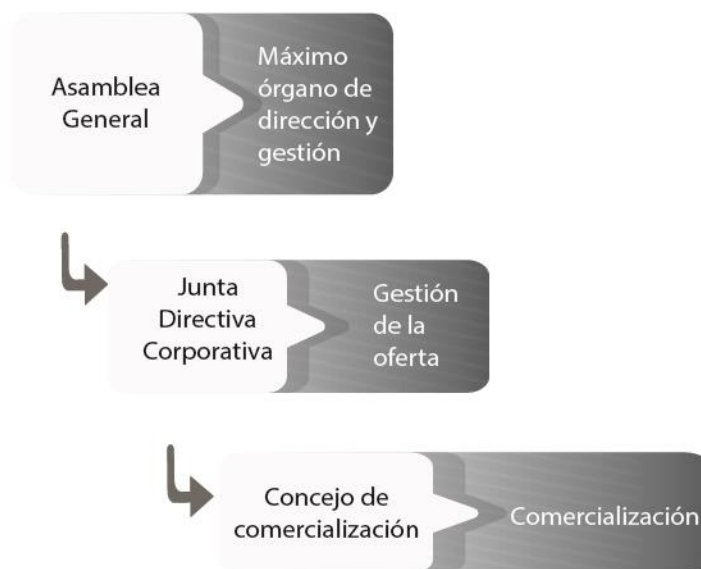 Asamblea
General
Máximo
órgano de
dirección y
gestión
Junta
Directiva
Corporativa
Gestión
de la
oferta
Concejo de
comercialización
Comercialización